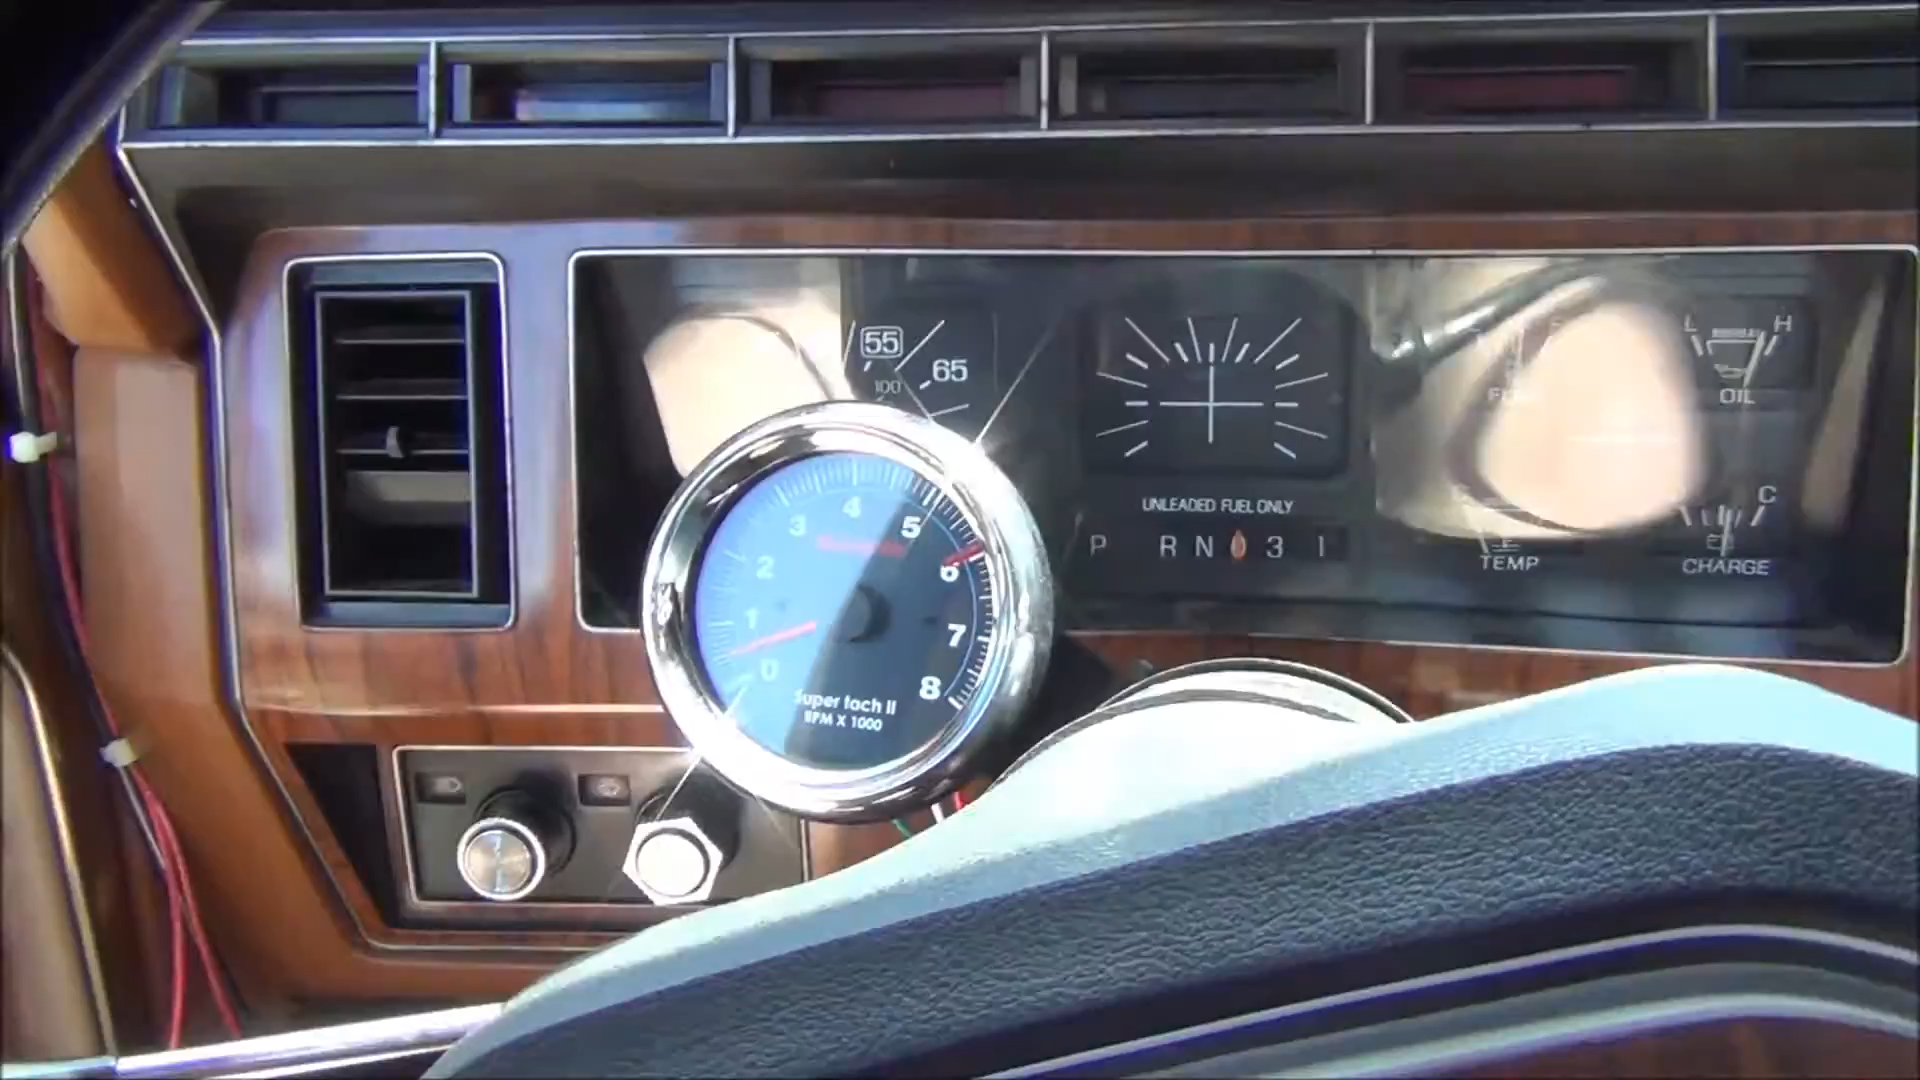 55
65
100
L H
OIL
UNLEADED FUEL ONLY
P R N 0 3 1
C
TEMP
CHARGE
0 1 2 3 4 5 6 7 8
Super tach II
RPM X 1000